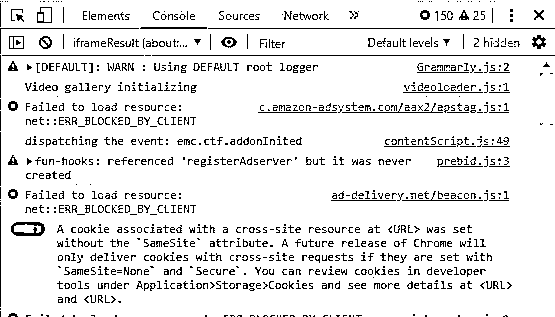 Elements Console Sources Network » 150 25
iframeResult (about:... ▼ Filter Default levels ▼ 2 hidden
▶[DEFAULT]: WARN : Using DEFAULT root logger Grammarly.js:2
Video gallery initializing videoloader.js:1
Failed to load resource: c.amazon-adsystem.com/aax2/apstag.js:1
net::ERR_BLOCKED_BY_CLIENT
dispatching the event: emc.ctf.addonInited contentScript.js:49
▶fun-hooks: referenced 'registerAdserver' but it was never prebid.js:3
created
Failed to load resource: ad-delivery.net/beacon.js:1
net::ERR_BLOCKED_BY_CLIENT
A cookie associated with a cross-site resource at <URL> was set
without the `SameSite` attribute. A future release of Chrome will
only deliver cookies with cross-site requests if they are set with
`SameSite=None` and `Secure`. You can review cookies in developer
tools under Application>Storage>Cookies and see more details at <URL>
and <URL>.